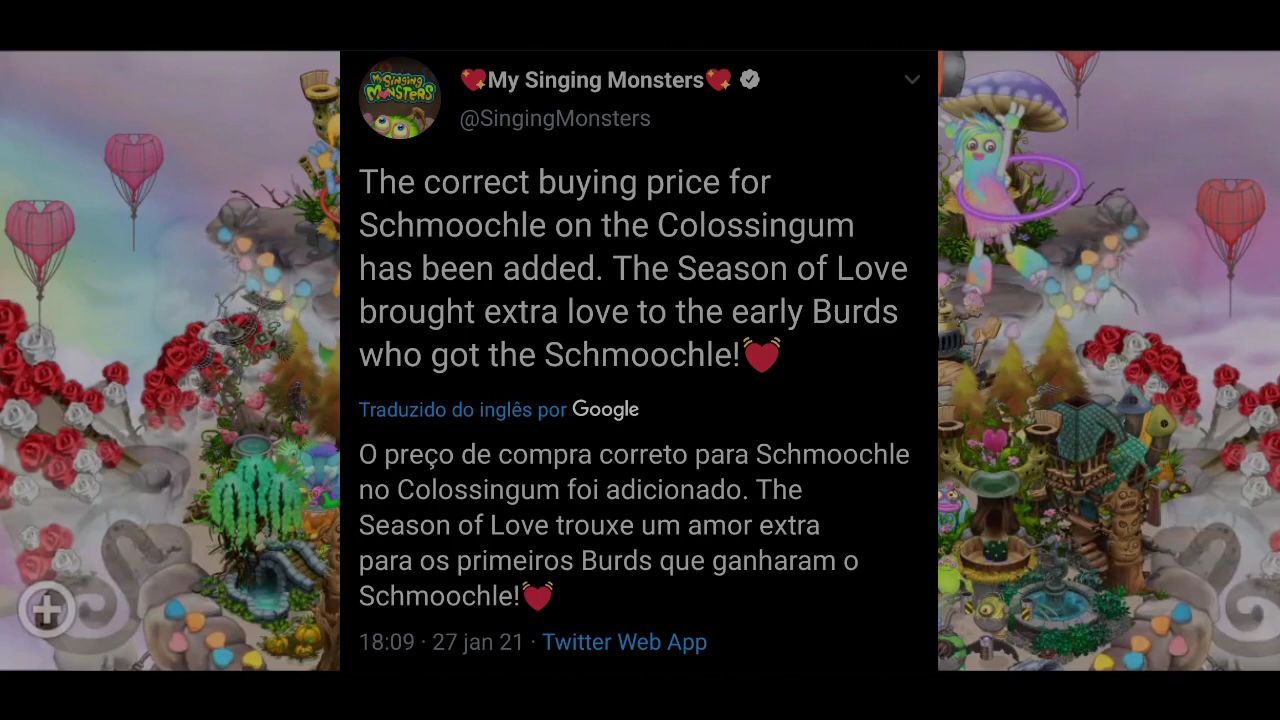 My Singing Monsters
💖My Singing Monsters💖
@SingingMonsters
The correct buying price for
Schmoochle on the Colossingum
has been added. The Season of Love
brought extra love to the early Burds
who got the Schmoochle!💓
Traduzido do inglês por Google
O preço de compra correto para Schmoochle
no Colossingum foi adicionado. The
Season of Love trouxe um amor extra
para os primeiros Burds que ganharam o
Schmoochle!💓
18:09 · 27 jan 21 · Twitter Web App